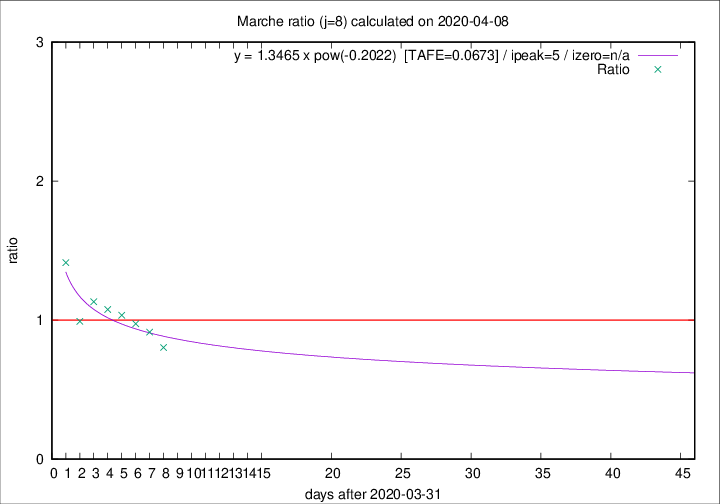 Marche ratio (j=8) calculated on 2020-04-08
y = 1.3465 x pow(-0.2022)  [TAFE=0.0673] / ipeak=5 / izero=n/a
Ratio
3
2
1
0
ratio
0 1 2 3 4 5 6 7 8 9 10 11 12 13 14 15 20 25 30 35 40 45
days after 2020-03-31